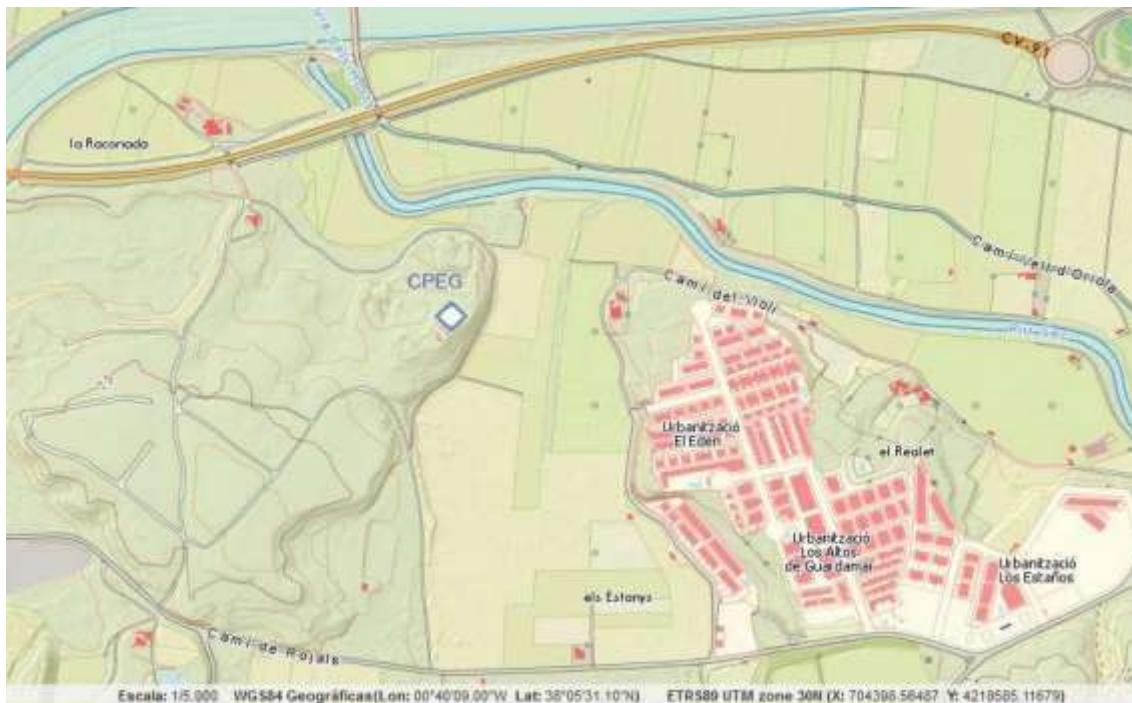 CV-91
la Raconada
Camí Vell d'Oriola
CPEG
Camí del Violí
Urbanització
El Eden
el Realet
Urbanització
Los Altos
de Guardamar
Urbanització
Los Estaños
els Estanys
Camí de Rojals
Escala: 1/5.000 WGS84 Geográficas(Lon: 00°40'09.00"W Lat: 38°05'31.10"N) ETRS89 UTM zone 30N (X: 704398.56487 Y: 4218585.11679)